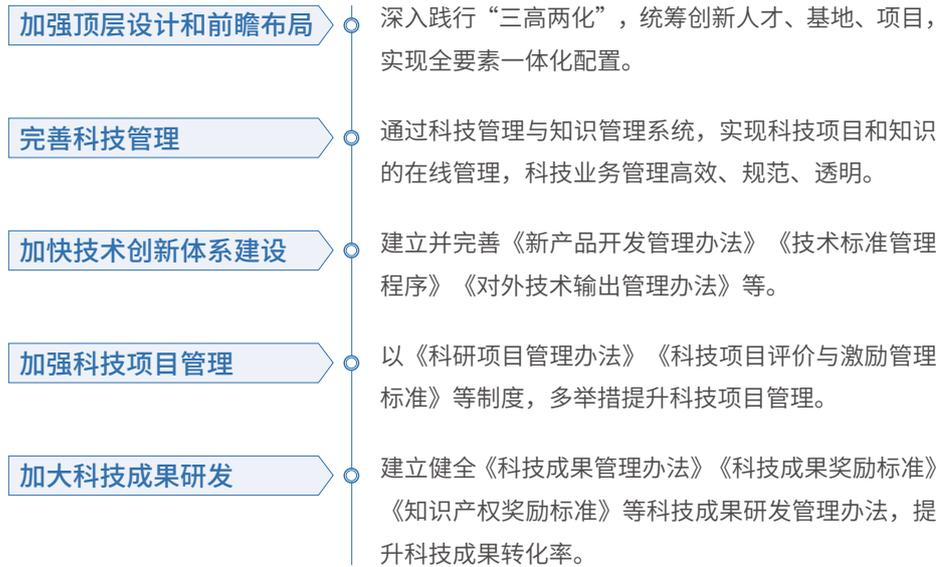 加强顶层设计和前瞻布局
深入践行“三高两化”，统筹创新人才、基地、项目，
实现全要素一体化配置。
完善科技管理
通过科技管理与知识管理系统，实现科技项目和知识
的在线管理，科技业务管理高效、规范、透明。
加快技术创新体系建设
建立并完善《新产品开发管理办法》《技术标准管理
程序》《对外技术输出管理办法》等。
加强科技项目管理
以《科研项目管理办法》《科技项目评价与激励管理
标准》等制度，多举措提升科技项目管理。
加大科技成果研发
建立健全《科技成果管理办法》《科技成果奖励标准》
《知识产权奖励标准》等科技成果研发管理办法，提
升科技成果转化率。